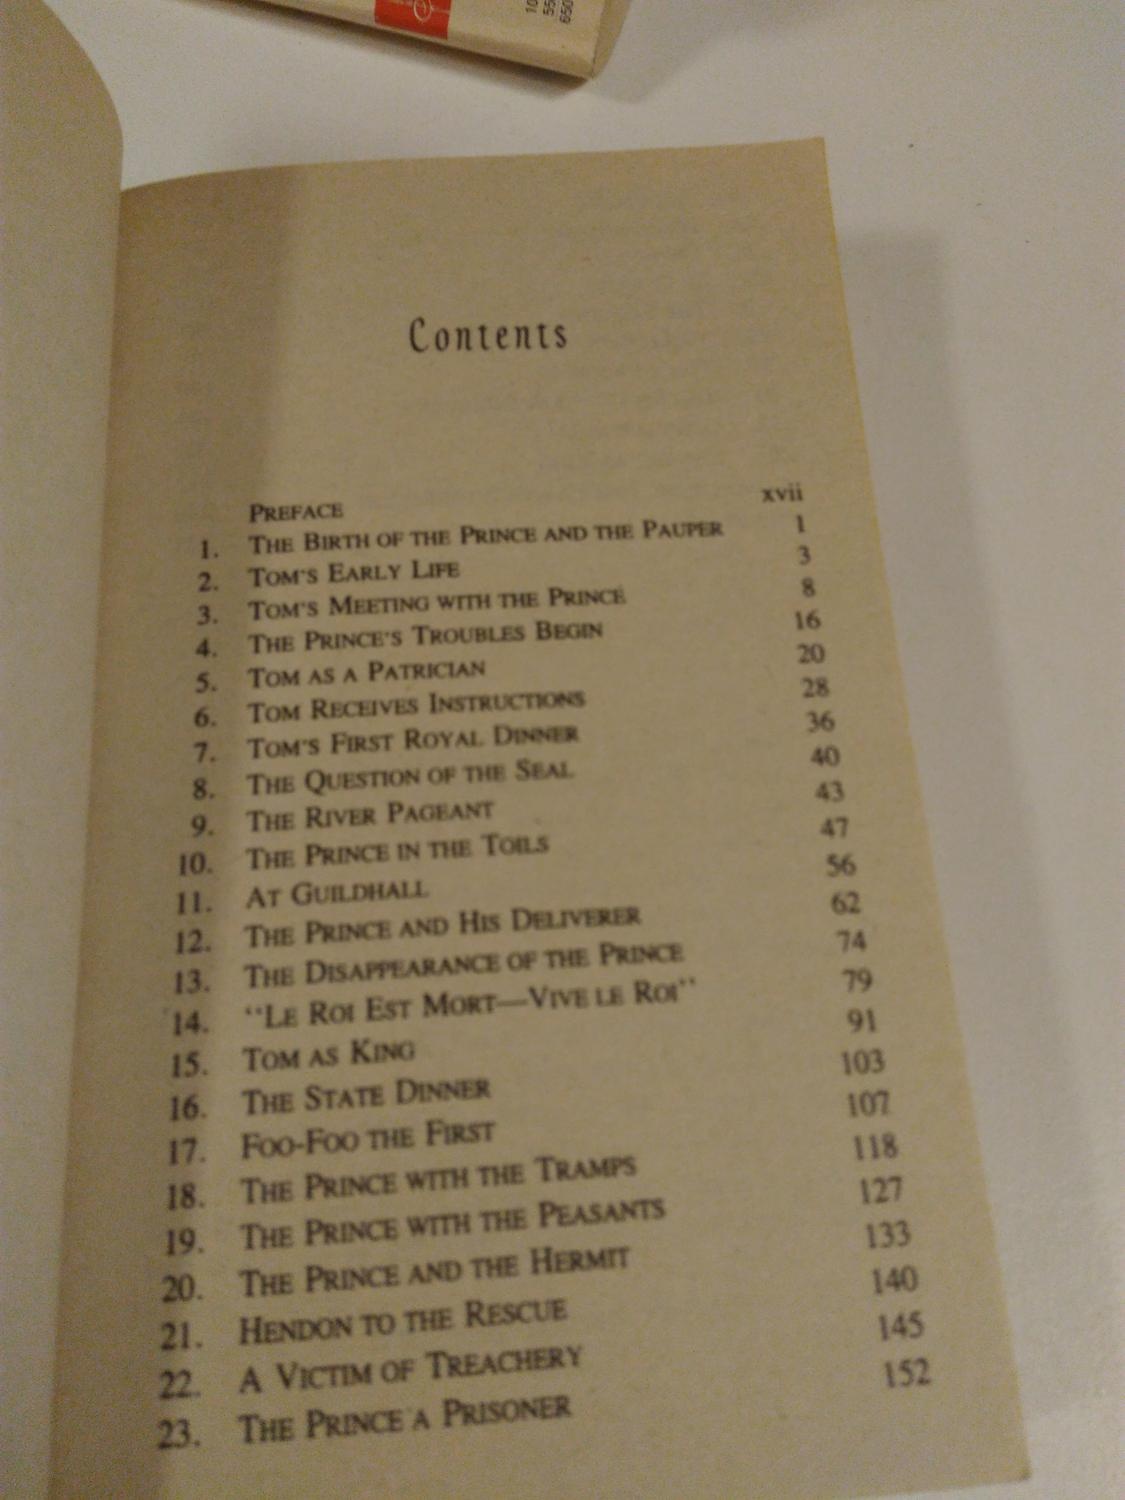 10
55
650
Contents
PREFACE xvii
1. THE BIRTH OF THE PRINCE AND THE PAUPER 1
2. TOM'S EARLY LIFE 3
3. TOM'S MEETING WITH THE PRINCE 8
4. THE PRINCE'S TROUBLES BEGIN 16
5. TOM AS A PATRICIAN 20
6. TOM RECEIVES INSTRUCTIONS 28
7. TOM'S FIRST ROYAL DINNER 36
8. THE QUESTION OF THE SEAL 40
9. THE RIVER PAGEANT 43
10. THE PRINCE IN THE TOILS 47
11. AT GUILDHALL 56
12. THE PRINCE AND HIS DELIVERER 62
13. THE DISAPPEARANCE OF THE PRINCE 74
14. "LE ROI EST MORT—VIVE LE ROI" 79
15. TOM AS KING 91
16. THE STATE DINNER 103
17. FOO-FOO THE FIRST 107
18. THE PRINCE WITH THE TRAMPS 118
19. THE PRINCE WITH THE PEASANTS 127
20. THE PRINCE AND THE HERMIT 133
21. HENDON TO THE RESCUE 140
22. A VICTIM OF TREACHERY 145
23. THE PRINCE A PRISONER 152